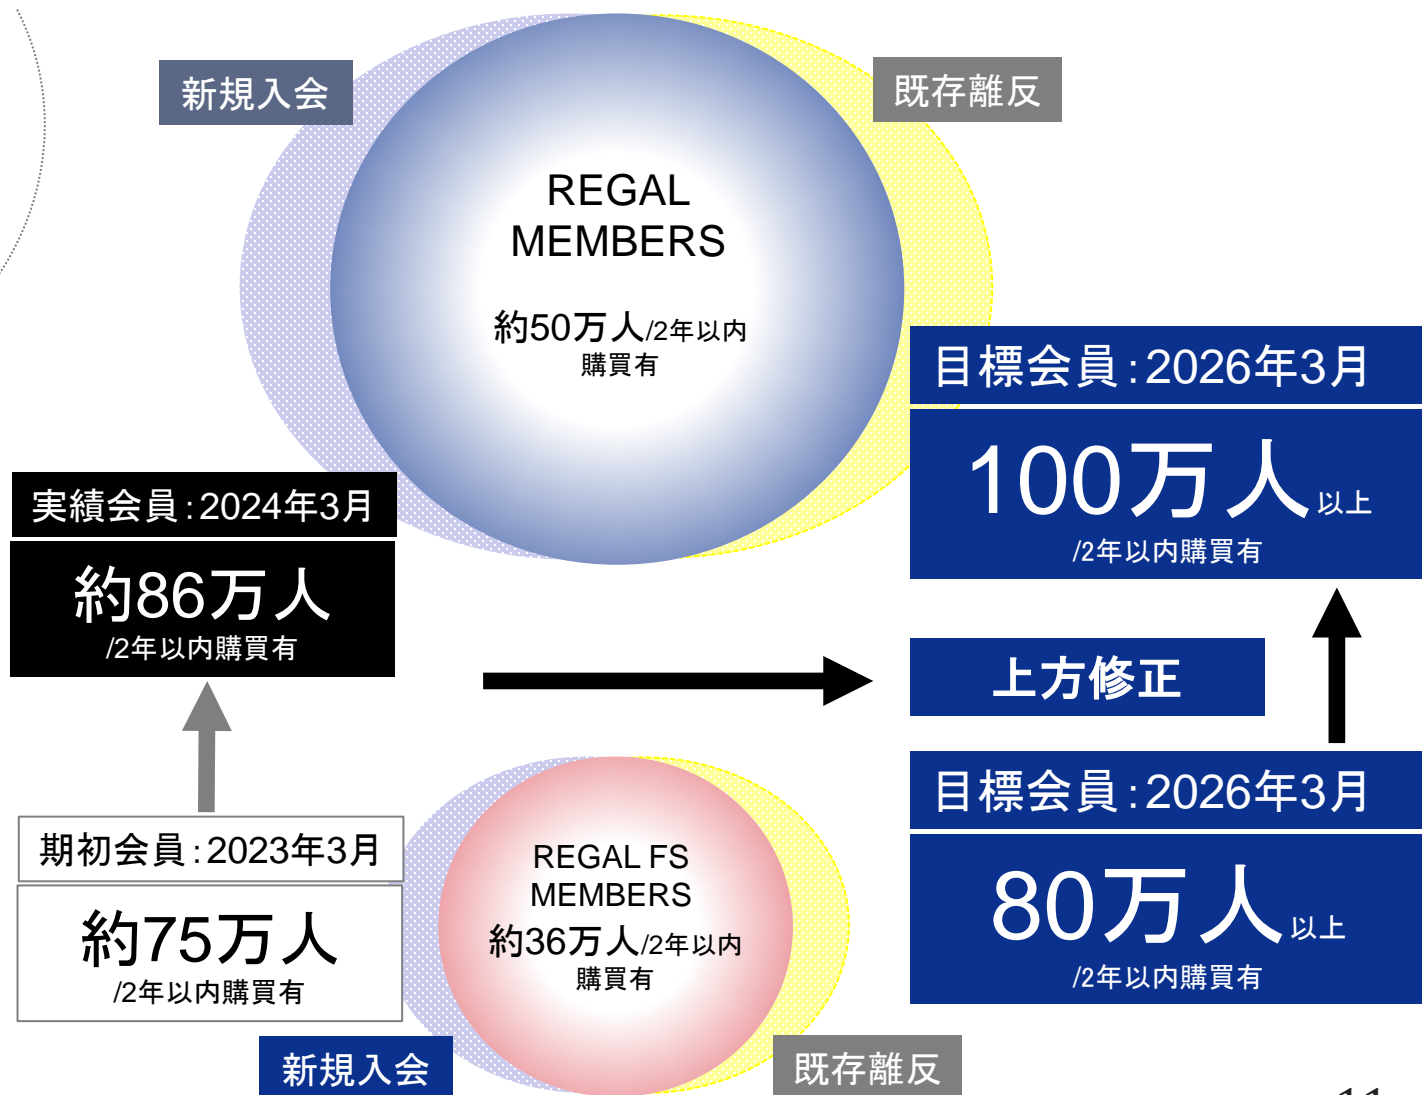 新規入会
既存離反
REGAL
MEMBERS
約50万人/2年以内
購買有
目標会員:2026年3月
100万人以上
/2年以内購買有
実績会員:2024年3月
約86万人
/2年以内購買有
上方修正
目標会員:2026年3月
80万人以上
/2年以内購買有
期初会員:2023年3月
約75万人
/2年以内購買有
REGAL FS
MEMBERS
約36万人/2年以内
購買有
新規入会
既存離反